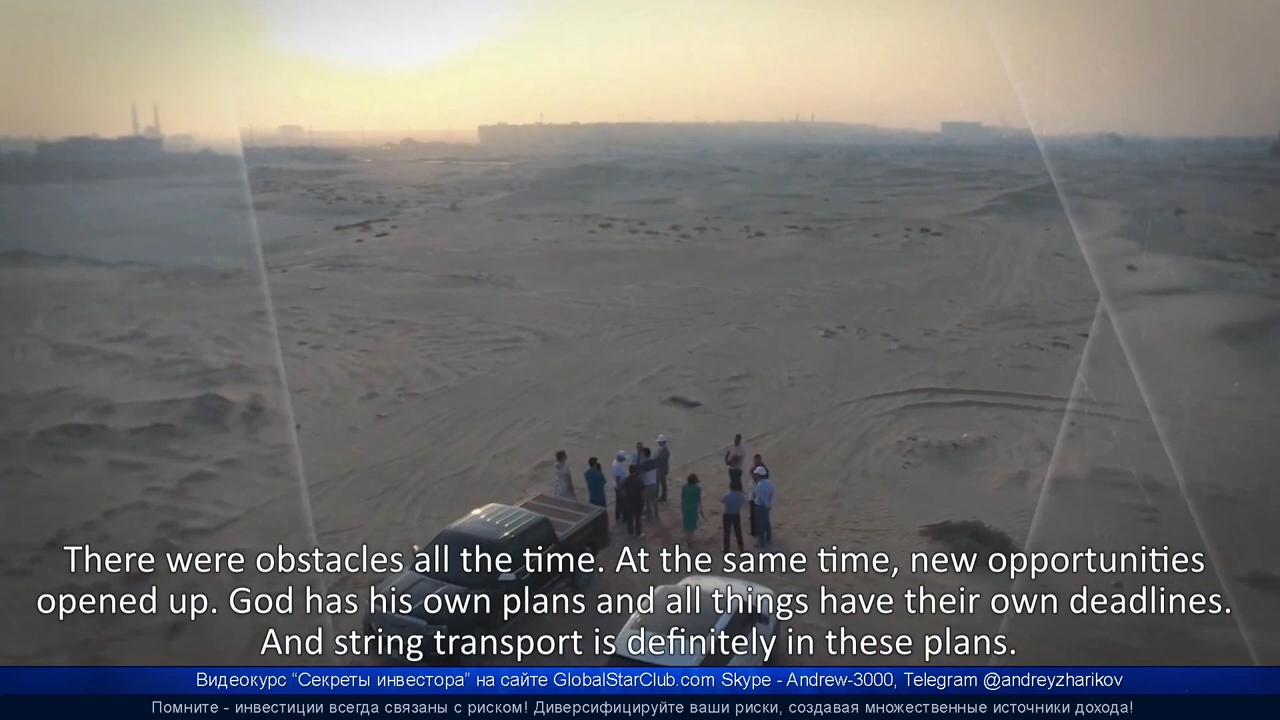 There were obstacles all the time. At the same time, new opportunities
opened up. God has his own plans and all things have their own deadlines.
And string transport is definitely in these plans.
Видеокурс “Секреты инвестора” на сайте GlobalStarClub.com Skype - Andrew-3000, Telegram @andreyzharikov
Помните - инвестиции всегда связаны с риском! Диверсифицируйте ваши риски, создавая множественные источники дохода!